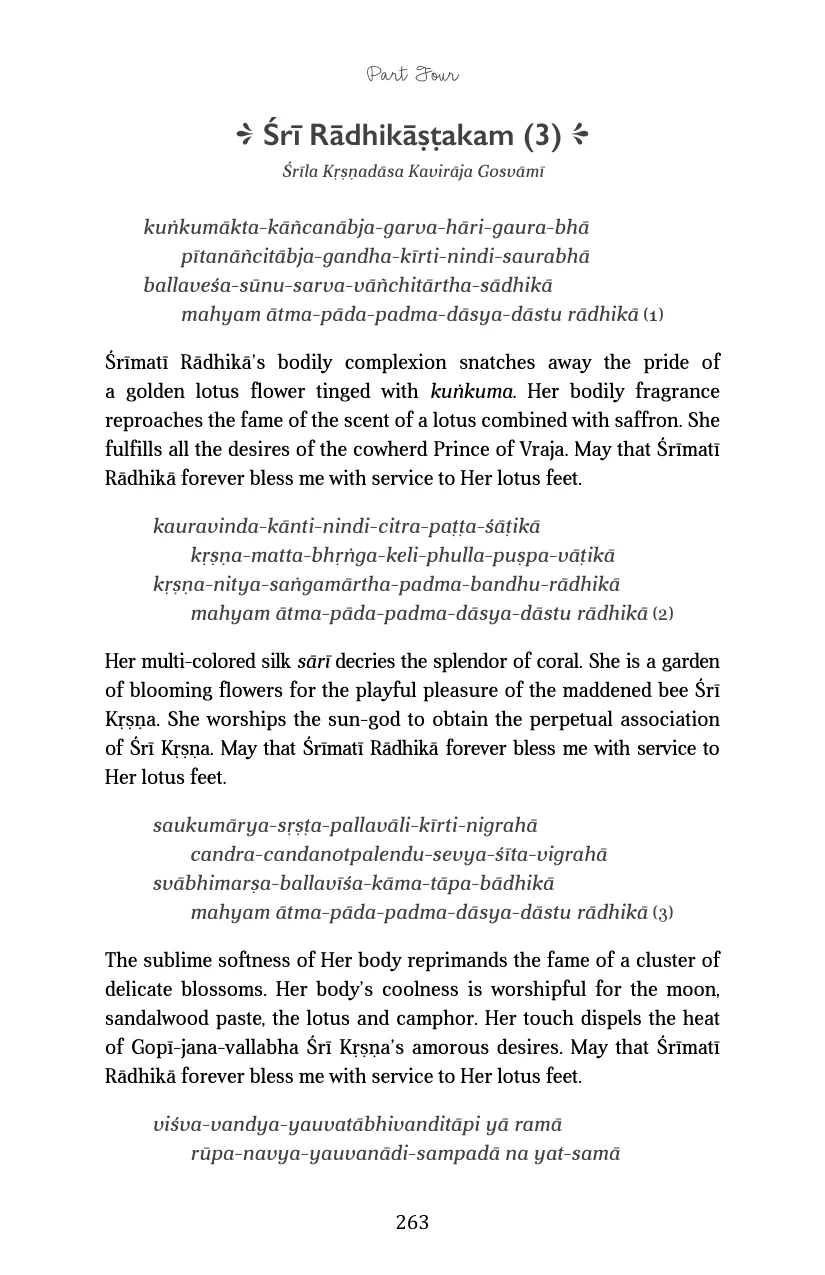 Part Four
Śrī Rādhikāṣṭakam (3)
Śrīla Kṛṣṇadāsa Kavirāja Gosvāmī
kuṅkumākta-kāñcanābja-garva-hāri-gaura-bhā
pītanāñcitābja-gandha-kīrti-nindi-saurabhā
ballaveśa-sūnu-sarva-vāñchitārtha-sādhikā
mahyam ātma-pāda-padma-dāsya-dāstu rādhikā (1)
Śrīmatī Rādhikā’s bodily complexion snatches away the pride of
a golden lotus flower tinged with kuṅkuma. Her bodily fragrance
reproaches the fame of the scent of a lotus combined with saffron. She
fulfills all the desires of the cowherd Prince of Vraja. May that Śrīmatī
Rādhikā forever bless me with service to Her lotus feet.
kauravinda-kānti-nindi-citra-paṭṭa-śāṭikā
kṛṣṇa-matta-bhṛṅga-keli-phulla-puṣpa-vāṭikā
kṛṣṇa-nitya-saṅgamārtha-padma-bandhu-rādhikā
mahyam ātma-pāda-padma-dāsya-dāstu rādhikā (2)
Her multi-colored silk sārī decries the splendor of coral. She is a garden
of blooming flowers for the playful pleasure of the maddened bee Śrī
Kṛṣṇa. She worships the sun-god to obtain the perpetual association
of Śrī Kṛṣṇa. May that Śrīmatī Rādhikā forever bless me with service to
Her lotus feet.
saukumārya-sṛṣṭa-pallavāli-kīrti-nigrahā
candra-candanotpalendu-sevya-śīta-vigrahā
svābhimarṣa-ballavīśa-kāma-tāpa-bādhikā
mahyam ātma-pāda-padma-dāsya-dāstu rādhikā (3)
The sublime softness of Her body reprimands the fame of a cluster of
delicate blossoms. Her body’s coolness is worshipful for the moon,
sandalwood paste, the lotus and camphor. Her touch dispels the heat
of Gopī-jana-vallabha Śrī Kṛṣṇa’s amorous desires. May that Śrīmatī
Rādhikā forever bless me with service to Her lotus feet.
viśva-vandya-yauvatābhivanditāpi yā ramā
rūpa-navya-yauvanādi-sampadā na yat-samā
263